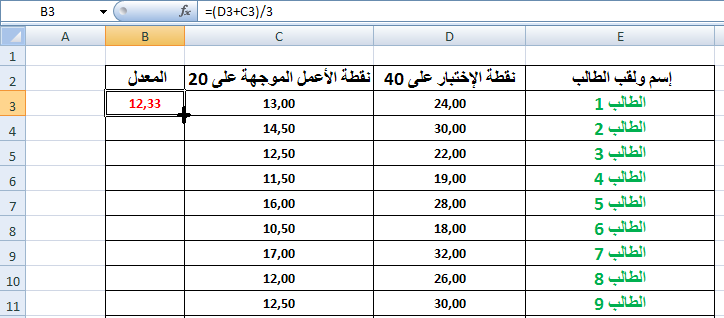 B3 fx =(D3+C3)/3
A B C D E
1
2 إسم ولقب الطالب نقطة الإختبار على 40 نقطة الأعمل الموجهة على 20 المعدل
3 الطالب 1 24,00 13,00 12,33
4 الطالب 2 30,00 14,50
5 الطالب 3 22,00 12,50
6 الطالب 4 19,00 11,50
7 الطالب 5 28,00 16,00
8 الطالب 6 18,00 10,50
9 الطالب 7 32,00 17,00
10 الطالب 8 26,00 12,00
11 الطالب 9 30,00 12,50